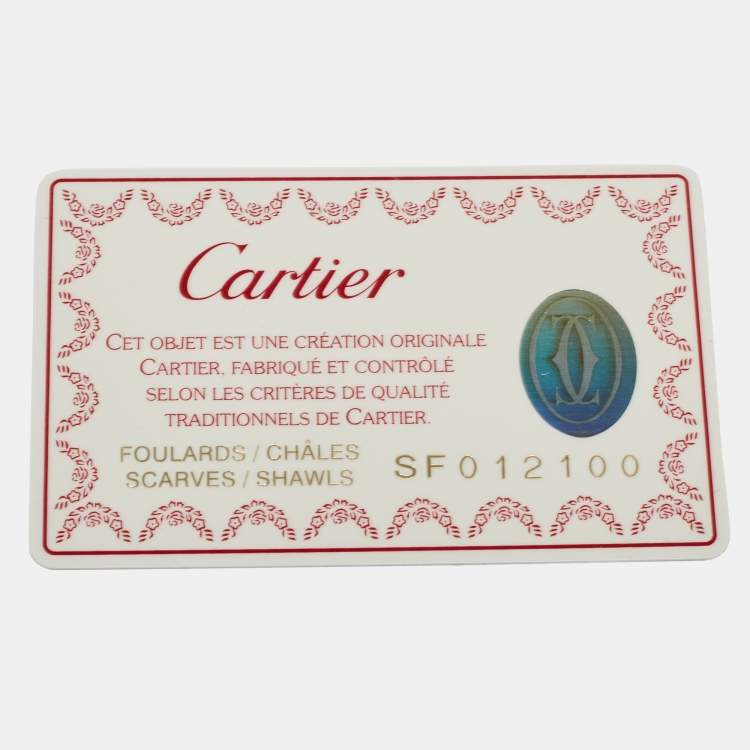 Cartier
CET OBJET EST UNE CRÉATION ORIGINALE
CARTIER, FABRIQUÉ ET CONTRÔLÉ
SELON LES CRITÈRES DE QUALITÉ
TRADITIONNELS DE CARTIER.
FOULARDS / CHÂLES
SCARVES / SHAWLS
SF012100